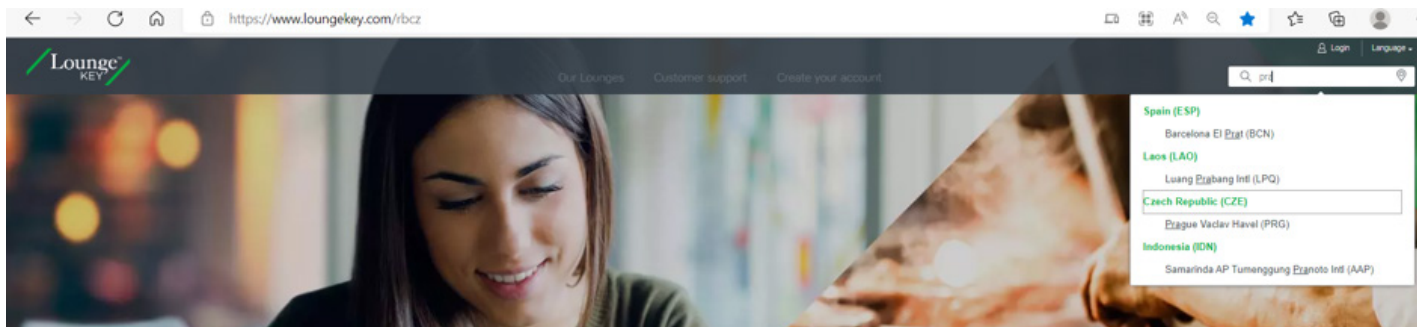 https://www.loungekey.com/rbcz
Login Language
Lounge
KEY
Our Lounges Customer support Create your account
pra
Spain (ESP)
Barcelona El Prat (BCN)
Laos (LAO)
Luang Prabang Intl (LPQ)
Czech Republic (CZE)
Prague Vaclav Havel (PRG)
Indonesia (IDN)
Samarinda AP Tumenggung Pranoto Intl (AAP)